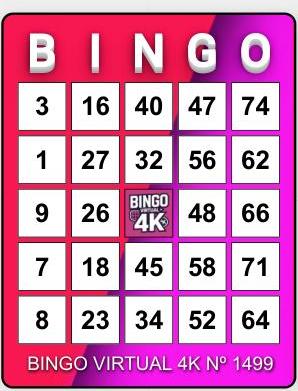 B I N G O
3 16 40 47 74
1 27 32 56 62
9 26 BINGO VIRTUAL 4K 48 66
7 18 45 58 71
8 23 34 52 64
BINGO VIRTUAL 4K Nº 1499